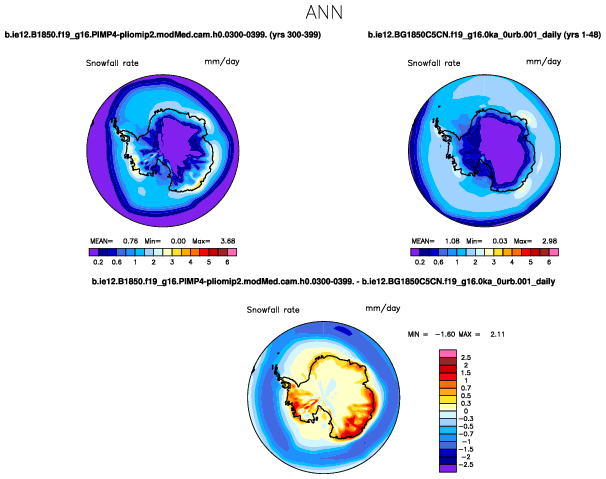 ANN
b.ie12.B1850.f19_g16.PIMP4-pliomip2.modMed.cam.h0.0300-0399. (yrs 300-399)
b.ie12.BG1850C5CN.f19_g16.0ka_0urb.001_daily (yrs 1-48)
Snowfall rate mm/day
Snowfall rate mm/day
MEAN= 0.76 Min= 0.00 Max= 3.68
0.2 0.6 1 2 3 4 5 6
MEAN= 1.08 Min= 0.03 Max= 2.98
0.2 0.6 1 2 3 4 5 6
b.ie12.B1850.f19_g16.PIMP4-pliomip2.modMed.cam.h0.0300-0399. - b.ie12.BG1850C5CN.f19_g16.0ka_0urb.001_daily
Snowfall rate mm/day
MIN = -1.60 MAX = 2.11
2.5
2
1.5
1
0.7
0.5
0.3
0
-0.3
-0.5
-0.7
-1
-1.5
-2
-2.5